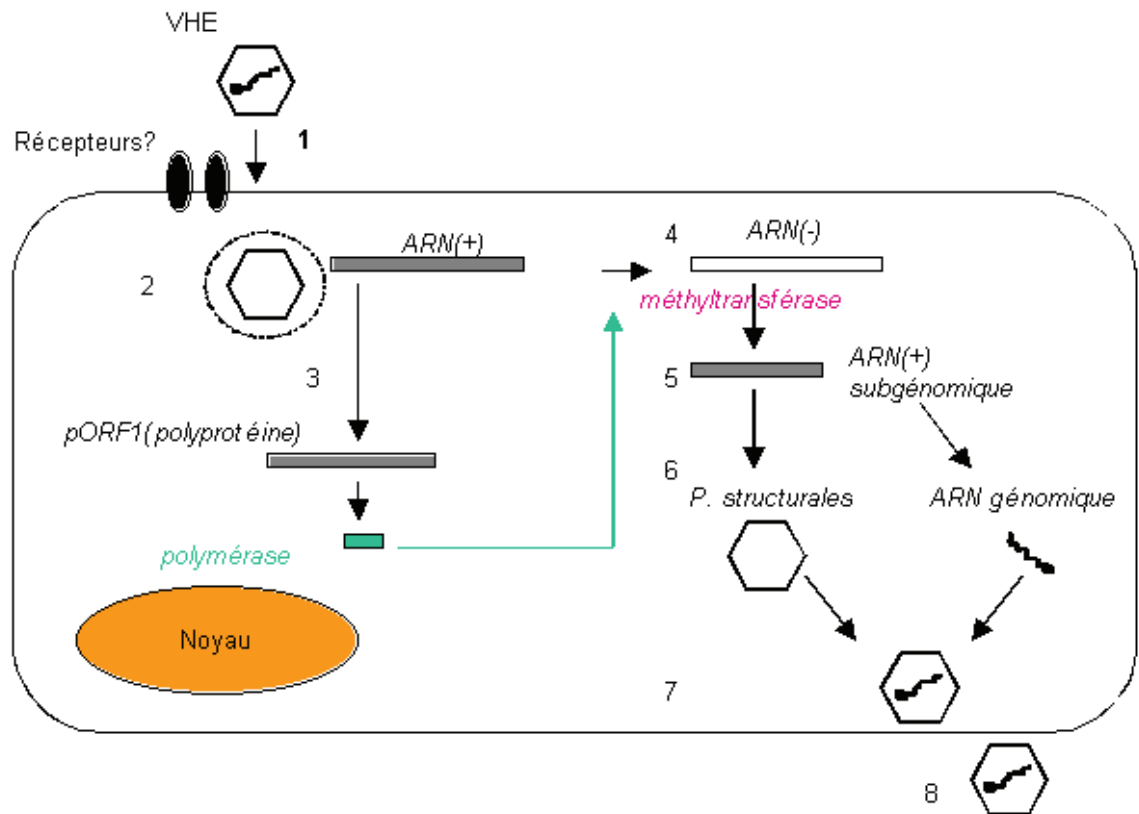 VHE
Récepteurs?
1
2
ARN(+)
4
ARN(-)
méthyltransférase
3
5
ARN(+)
subgénomique
pORF1(polyprotéine)
6
P. structurales
ARN génomique
polymérase
Noyau
7
8